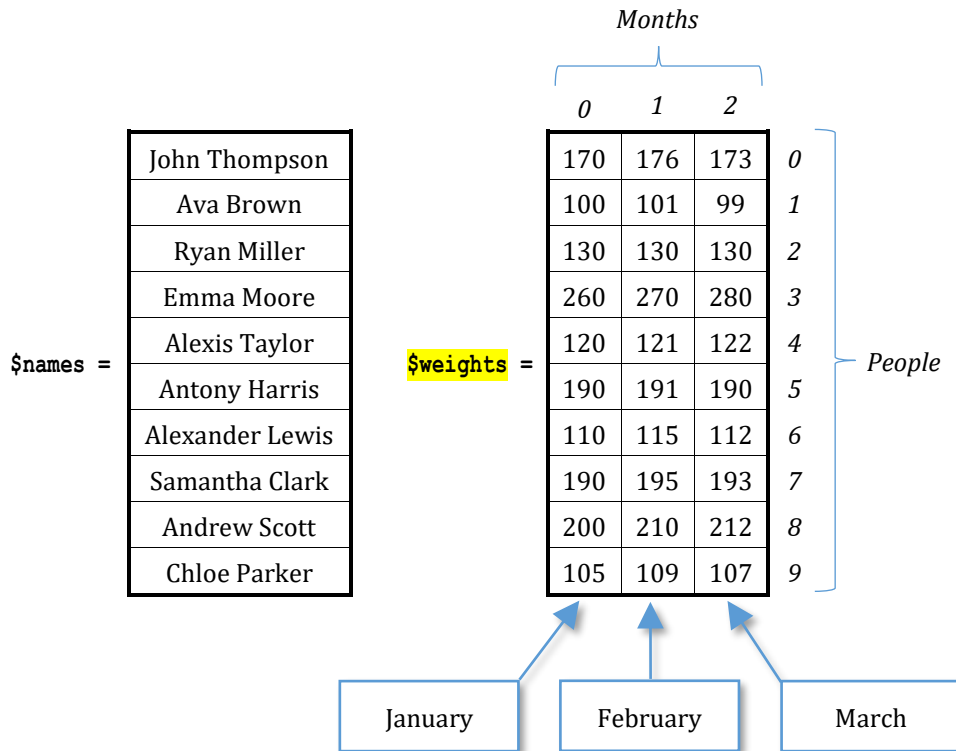 Months
0 1 2
John Thompson 170 176 173 0
Ava Brown 100 101 99 1
Ryan Miller 130 130 130 2
Emma Moore 260 270 280 3
Alexis Taylor 120 121 122 4
$names = $weights = People
Antony Harris 190 191 190 5
Alexander Lewis 110 115 112 6
Samantha Clark 190 195 193 7
Andrew Scott 200 210 212 8
Chloe Parker 105 109 107 9
January February March